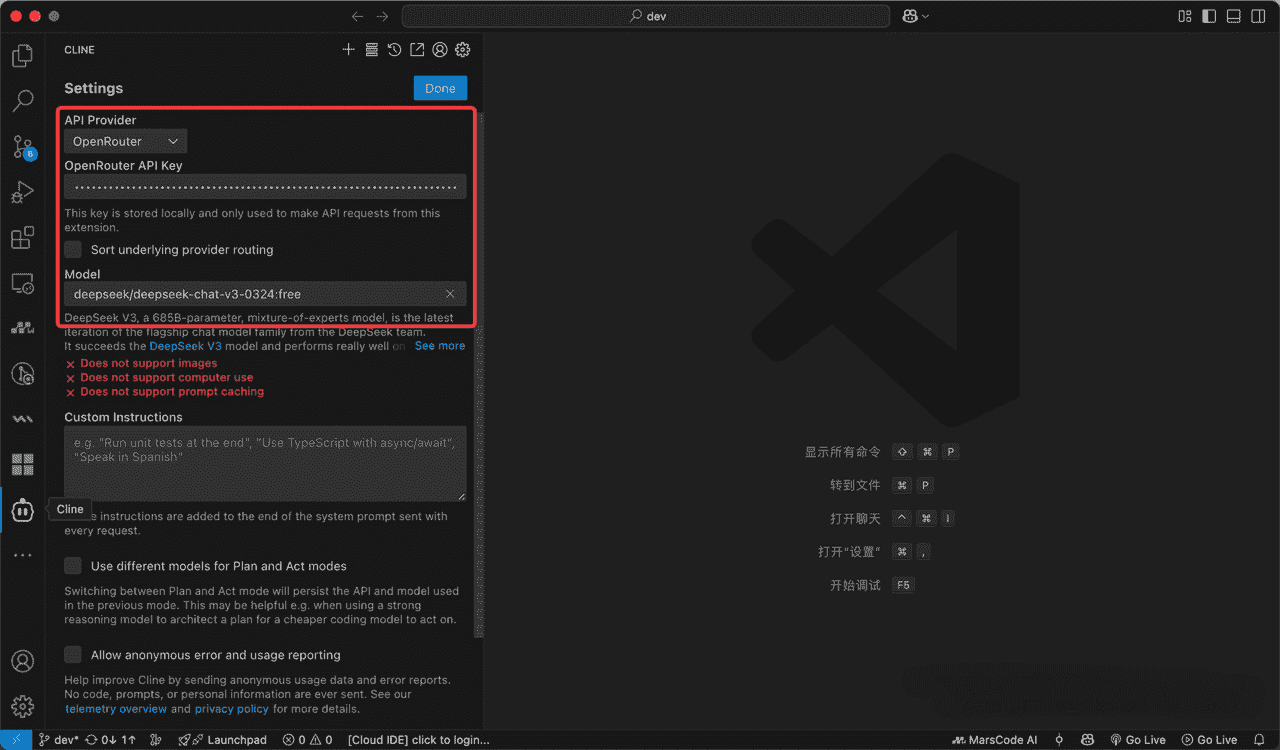 dev
CLINE
Settings
Done
API Provider
OpenRouter
OpenRouter API Key
This key is stored locally and only used to make API requests from this
extension.
Sort underlying provider routing
Model
deepseek/deepseek-chat-v3-0324:free
DeepSeek V3, a 685B-parameter, mixture-of-experts model, is the latest
iteration of the flagship chat model family from the DeepSeek team.
It succeeds the DeepSeek V3 model and performs really well on See more
Does not support images
Does not support computer use
Does not support prompt caching
Custom Instructions
e.g. "Run unit tests at the end", "Use TypeScript with async/await",
"Speak in Spanish"
Cline
instructions are added to the end of the system prompt sent with
every request.
Use different models for Plan and Act modes
Switching between Plan and Act mode will persist the API and model used
in the previous mode. This may be helpful e.g. when using a strong
reasoning model to architect a plan for a cheaper coding model to act on.
Allow anonymous error and usage reporting
Help improve Cline by sending anonymous usage data and error reports.
No code, prompts, or personal information are ever sent. See our
telemetry overview and privacy policy for more details.
显示所有命令 ⇧ ⌘ P
转到文件 ⌘ P
打开聊天 ^ ⌘ I
打开“设置” ⌘ ,
开始调试 F5
dev* 0↓ 1↑ Launchpad 0 0 [Cloud IDE] click to login... MarsCode AI Go Live Go Live